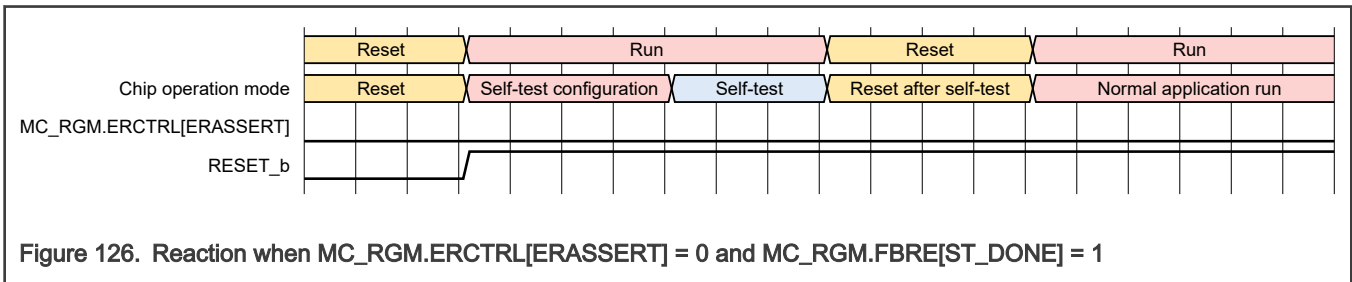 Reset Run Reset Run
Chip operation mode Reset Self-test configuration Self-test Reset after self-test Normal application run
MC_RGM.ERCTRL[ERASSERT]
RESET_b
Figure 126. Reaction when MC_RGM.ERCTRL[ERASSERT] = 0 and MC_RGM.FBRE[ST_DONE] = 1